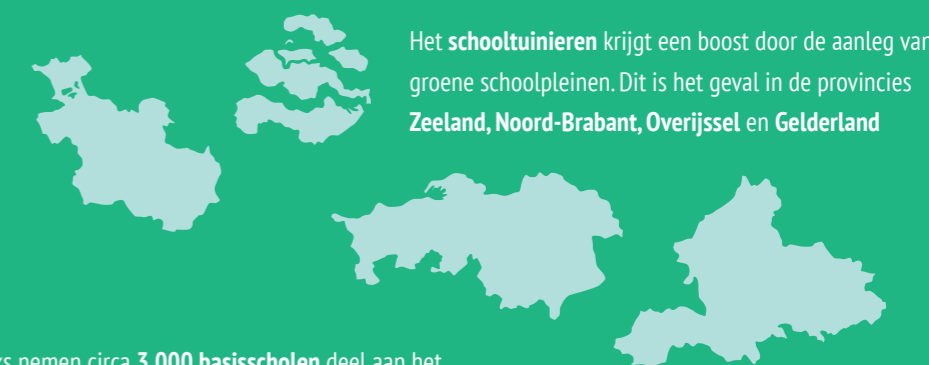 Het schooltuinieren krijgt een boost door de aanleg van
groene schoolpleinen. Dit is het geval in de provincies
Zeeland, Noord-Brabant, Overijssel en Gelderland
nemen circa 3.000 basisscholen deel aan het